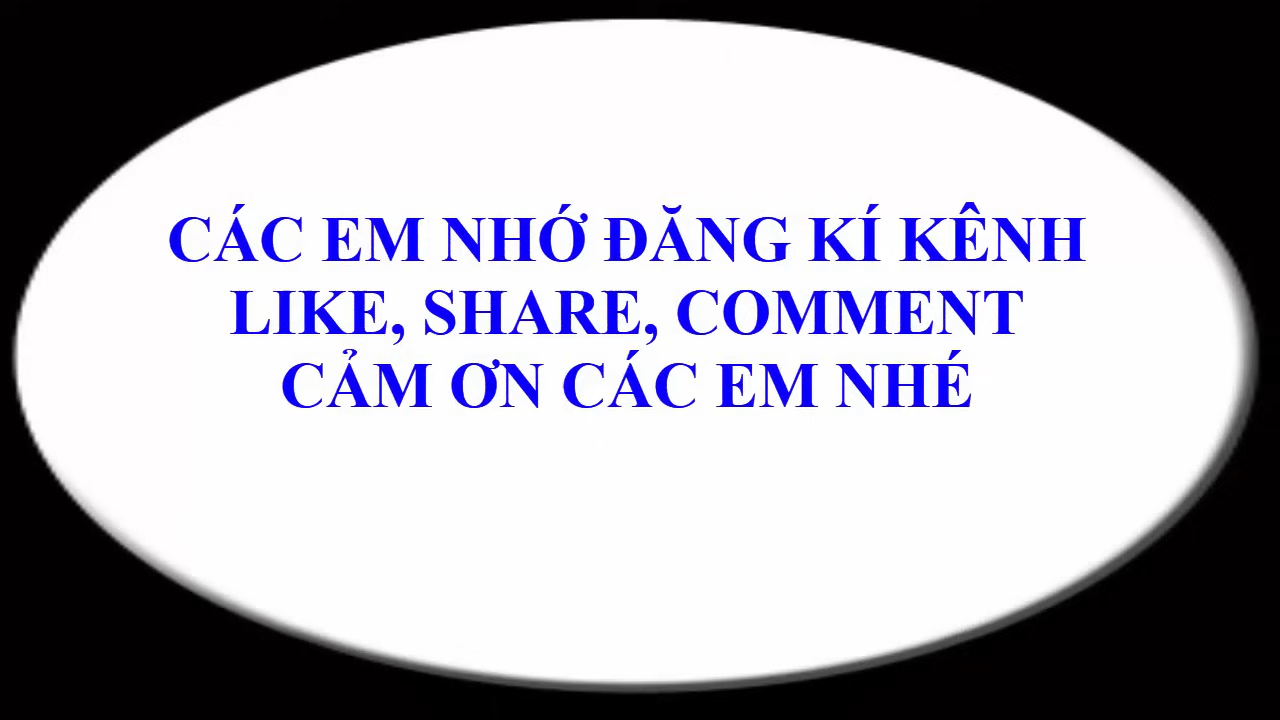 CÁC EM NHỚ ĐĂNG KÍ KÊNH
LIKE, SHARE, COMMENT
CẢM ƠN CÁC EM NHÉ